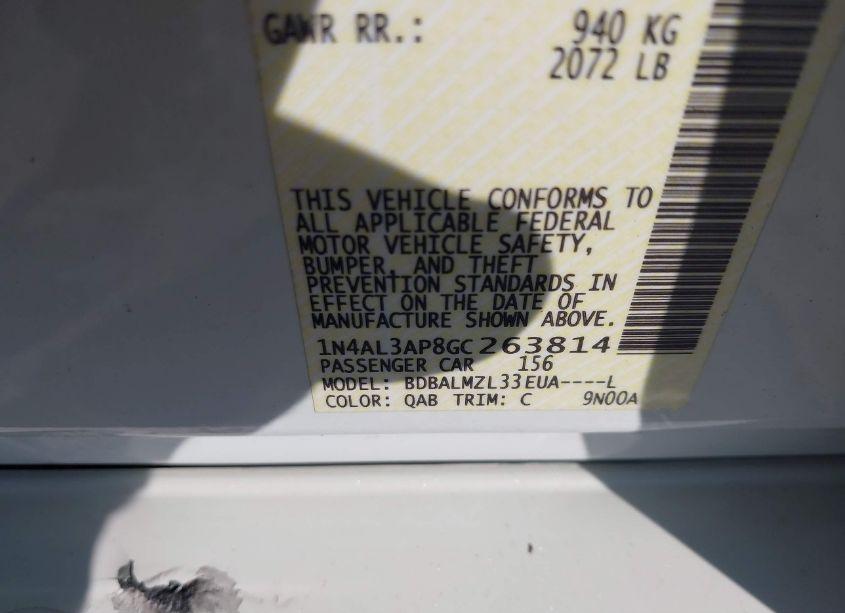 GAWR RR.: 940 KG
2072 LB
THIS VEHICLE CONFORMS TO
ALL APPLICABLE FEDERAL
MOTOR VEHICLE SAFETY,
BUMPER, AND THEFT
PREVENTION STANDARDS IN
EFFECT ON THE DATE OF
MANUFACTURE SHOWN ABOVE.
1N4AL3AP8GC263814
PASSENGER CAR 156
MODEL: BDBALMZL33EUA----L
COLOR: QAB TRIM: C 9N00A